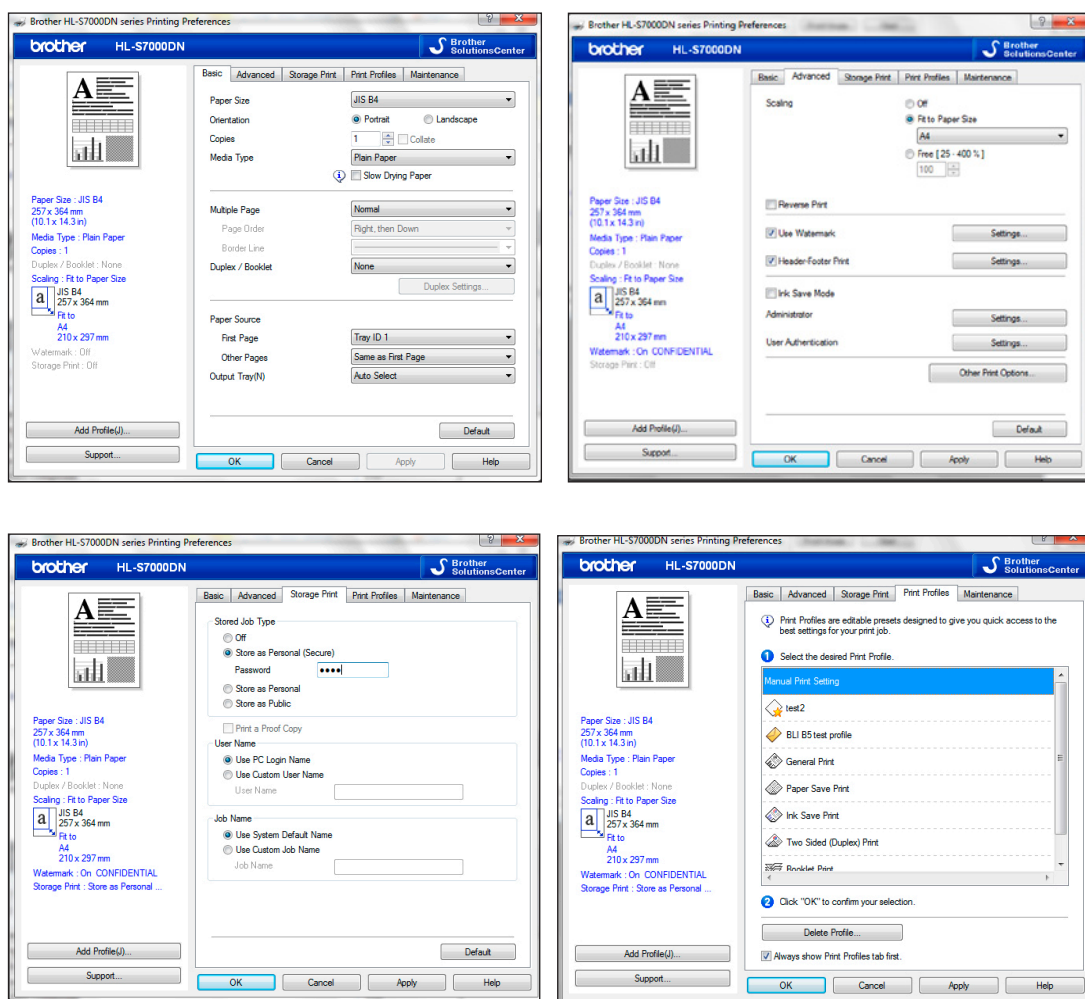 Brother HL-S7000DN series Printing Preferences
brother HL-S7000DN Brother SolutionsCenter
Basic Advanced Storage Print Print Profiles Maintenance
Paper Size JIS B4
Orientation Portrait Landscape
Copies 1 Collate
Media Type Plain Paper
Slow Drying Paper
Multiple Page Normal
Page Order Right, then Down
Border Line
Duplex / Booklet None
Duplex Settings...
Paper Source
First Page Tray ID 1
Other Pages Same as First Page
Output Tray(N) Auto Select
Default
OK Cancel Apply Help
A
Paper Size : JIS B4
257 x 364 mm
(10.1 x 14.3 in)
Media Type : Plain Paper
Copies : 1
Duplex / Booklet : None
Scaling : Fit to Paper Size
a JIS B4
257 x 364 mm
Fit to
A4
210 x 297 mm
Watermark : Off
Storage Print : Off
Add Profile(J)...
Support...
Brother HL-S7000DN series Printing Preferences
brother HL-S7000DN Brother SolutionsCenter
Basic Advanced Storage Print Print Profiles Maintenance
Scaling Off
Fit to Paper Size
A4
Free [ 25 - 400 % ]
100
Reverse Print
Use Watermark Settings...
Header-Footer Print Settings...
Ink Save Mode
Administrator Settings...
User Authentication Settings...
Other Print Options...
Default
OK Cancel Apply Help
A
Paper Size : JIS B4
257 x 364 mm
(10.1 x 14.3 in)
Media Type : Plain Paper
Copies : 1
Duplex / Booklet : None
Scaling : Fit to Paper Size
a JIS B4
257 x 364 mm
Fit to
A4
210 x 297 mm
Watermark : On CONFIDENTIAL
Storage Print : Off
Add Profile(J)...
Support...
Brother HL-S7000DN series Printing Preferences
brother HL-S7000DN Brother SolutionsCenter
Basic Advanced Storage Print Print Profiles Maintenance
Stored Job Type
Off
Store as Personal (Secure)
Password ●●●●
Store as Personal
Store as Public
Print a Proof Copy
User Name
Use PC Login Name
Use Custom User Name
User Name
Job Name
Use System Default Name
Use Custom Job Name
Job Name
Default
OK Cancel Apply Help
A
Paper Size : JIS B4
257 x 364 mm
(10.1 x 14.3 in)
Media Type : Plain Paper
Copies : 1
Duplex / Booklet : None
Scaling : Fit to Paper Size
a JIS B4
257 x 364 mm
Fit to
A4
210 x 297 mm
Watermark : On CONFIDENTIAL
Storage Print : Store as Personal ...
Add Profile(J)...
Support...
Brother HL-S7000DN series Printing Preferences
brother HL-S7000DN Brother SolutionsCenter
Basic Advanced Storage Print Print Profiles Maintenance
Print Profiles are editable presets designed to give you quick access to the
best settings for your print job.
1 Select the desired Print Profile.
Manual Print Setting
test2
BLI B5 test profile
General Print
Paper Save Print
Ink Save Print
Two Sided (Duplex) Print
Booklet Print
2 Click "OK" to confirm your selection.
Delete Profile...
Always show Print Profiles tab first.
OK Cancel Apply Help
A
Paper Size : JIS B4
257 x 364 mm
(10.1 x 14.3 in)
Media Type : Plain Paper
Copies : 1
Duplex / Booklet : None
Scaling : Fit to Paper Size
a JIS B4
257 x 364 mm
Fit to
A4
210 x 297 mm
Watermark : On CONFIDENTIAL
Storage Print : Store as Personal ...
Add Profile(J)...
Support...